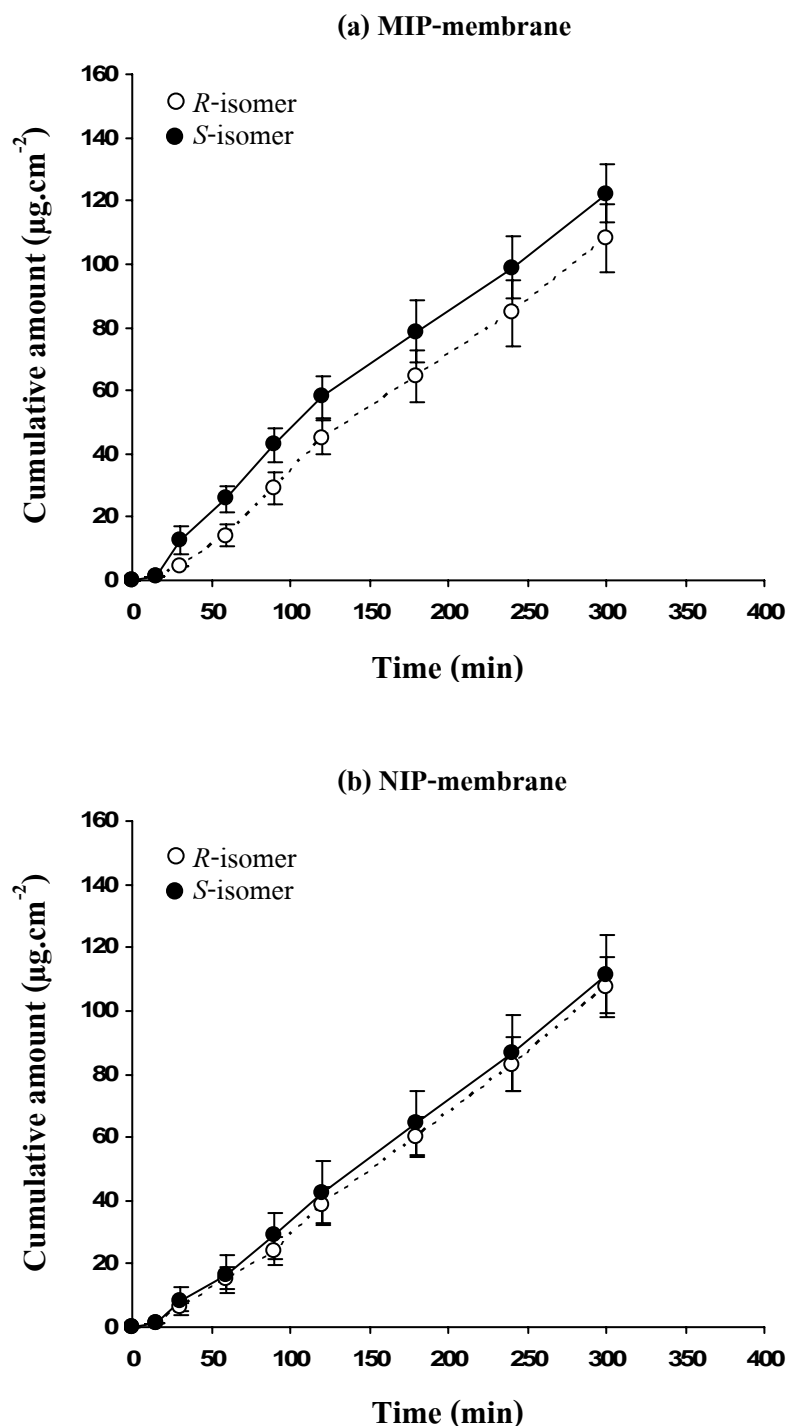 (a) MIP-membrane
160
140
120
100
80
60
40
20
0
R-isomer
S-isomer
Cumulative amount (µg.cm-2)
0 50 100 150 200 250 300 350 400
Time (min)
(b) NIP-membrane
160
140
120
100
80
60
40
20
0
R-isomer
S-isomer
Cumulative amount (µg.cm-2)
0 50 100 150 200 250 300 350 400
Time (min)